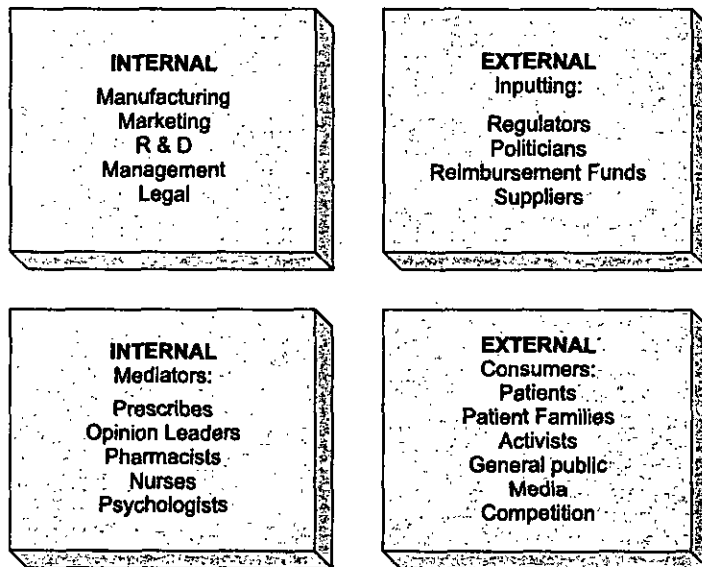 INTERNAL
Manufacturing
Marketing
R & D
Management
Legal
EXTERNAL
Inputting:
Regulators
Politicians
Reimbursement Funds
Suppliers
INTERNAL
Mediators:
Prescribes
Opinion Leaders
Pharmacists
Nurses
Psychologists
EXTERNAL
Consumers:
Patients
Patient Families
Activists
General public
Media
Competition